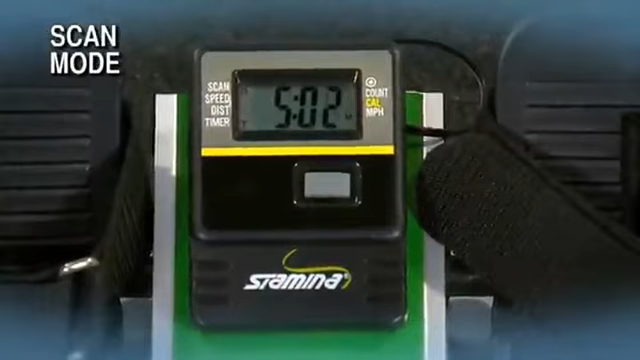 SCAN
MODE
SCAN
SPEED
DIST
TIMER
5:02
COUNT
CAL
MPH
STAMINA